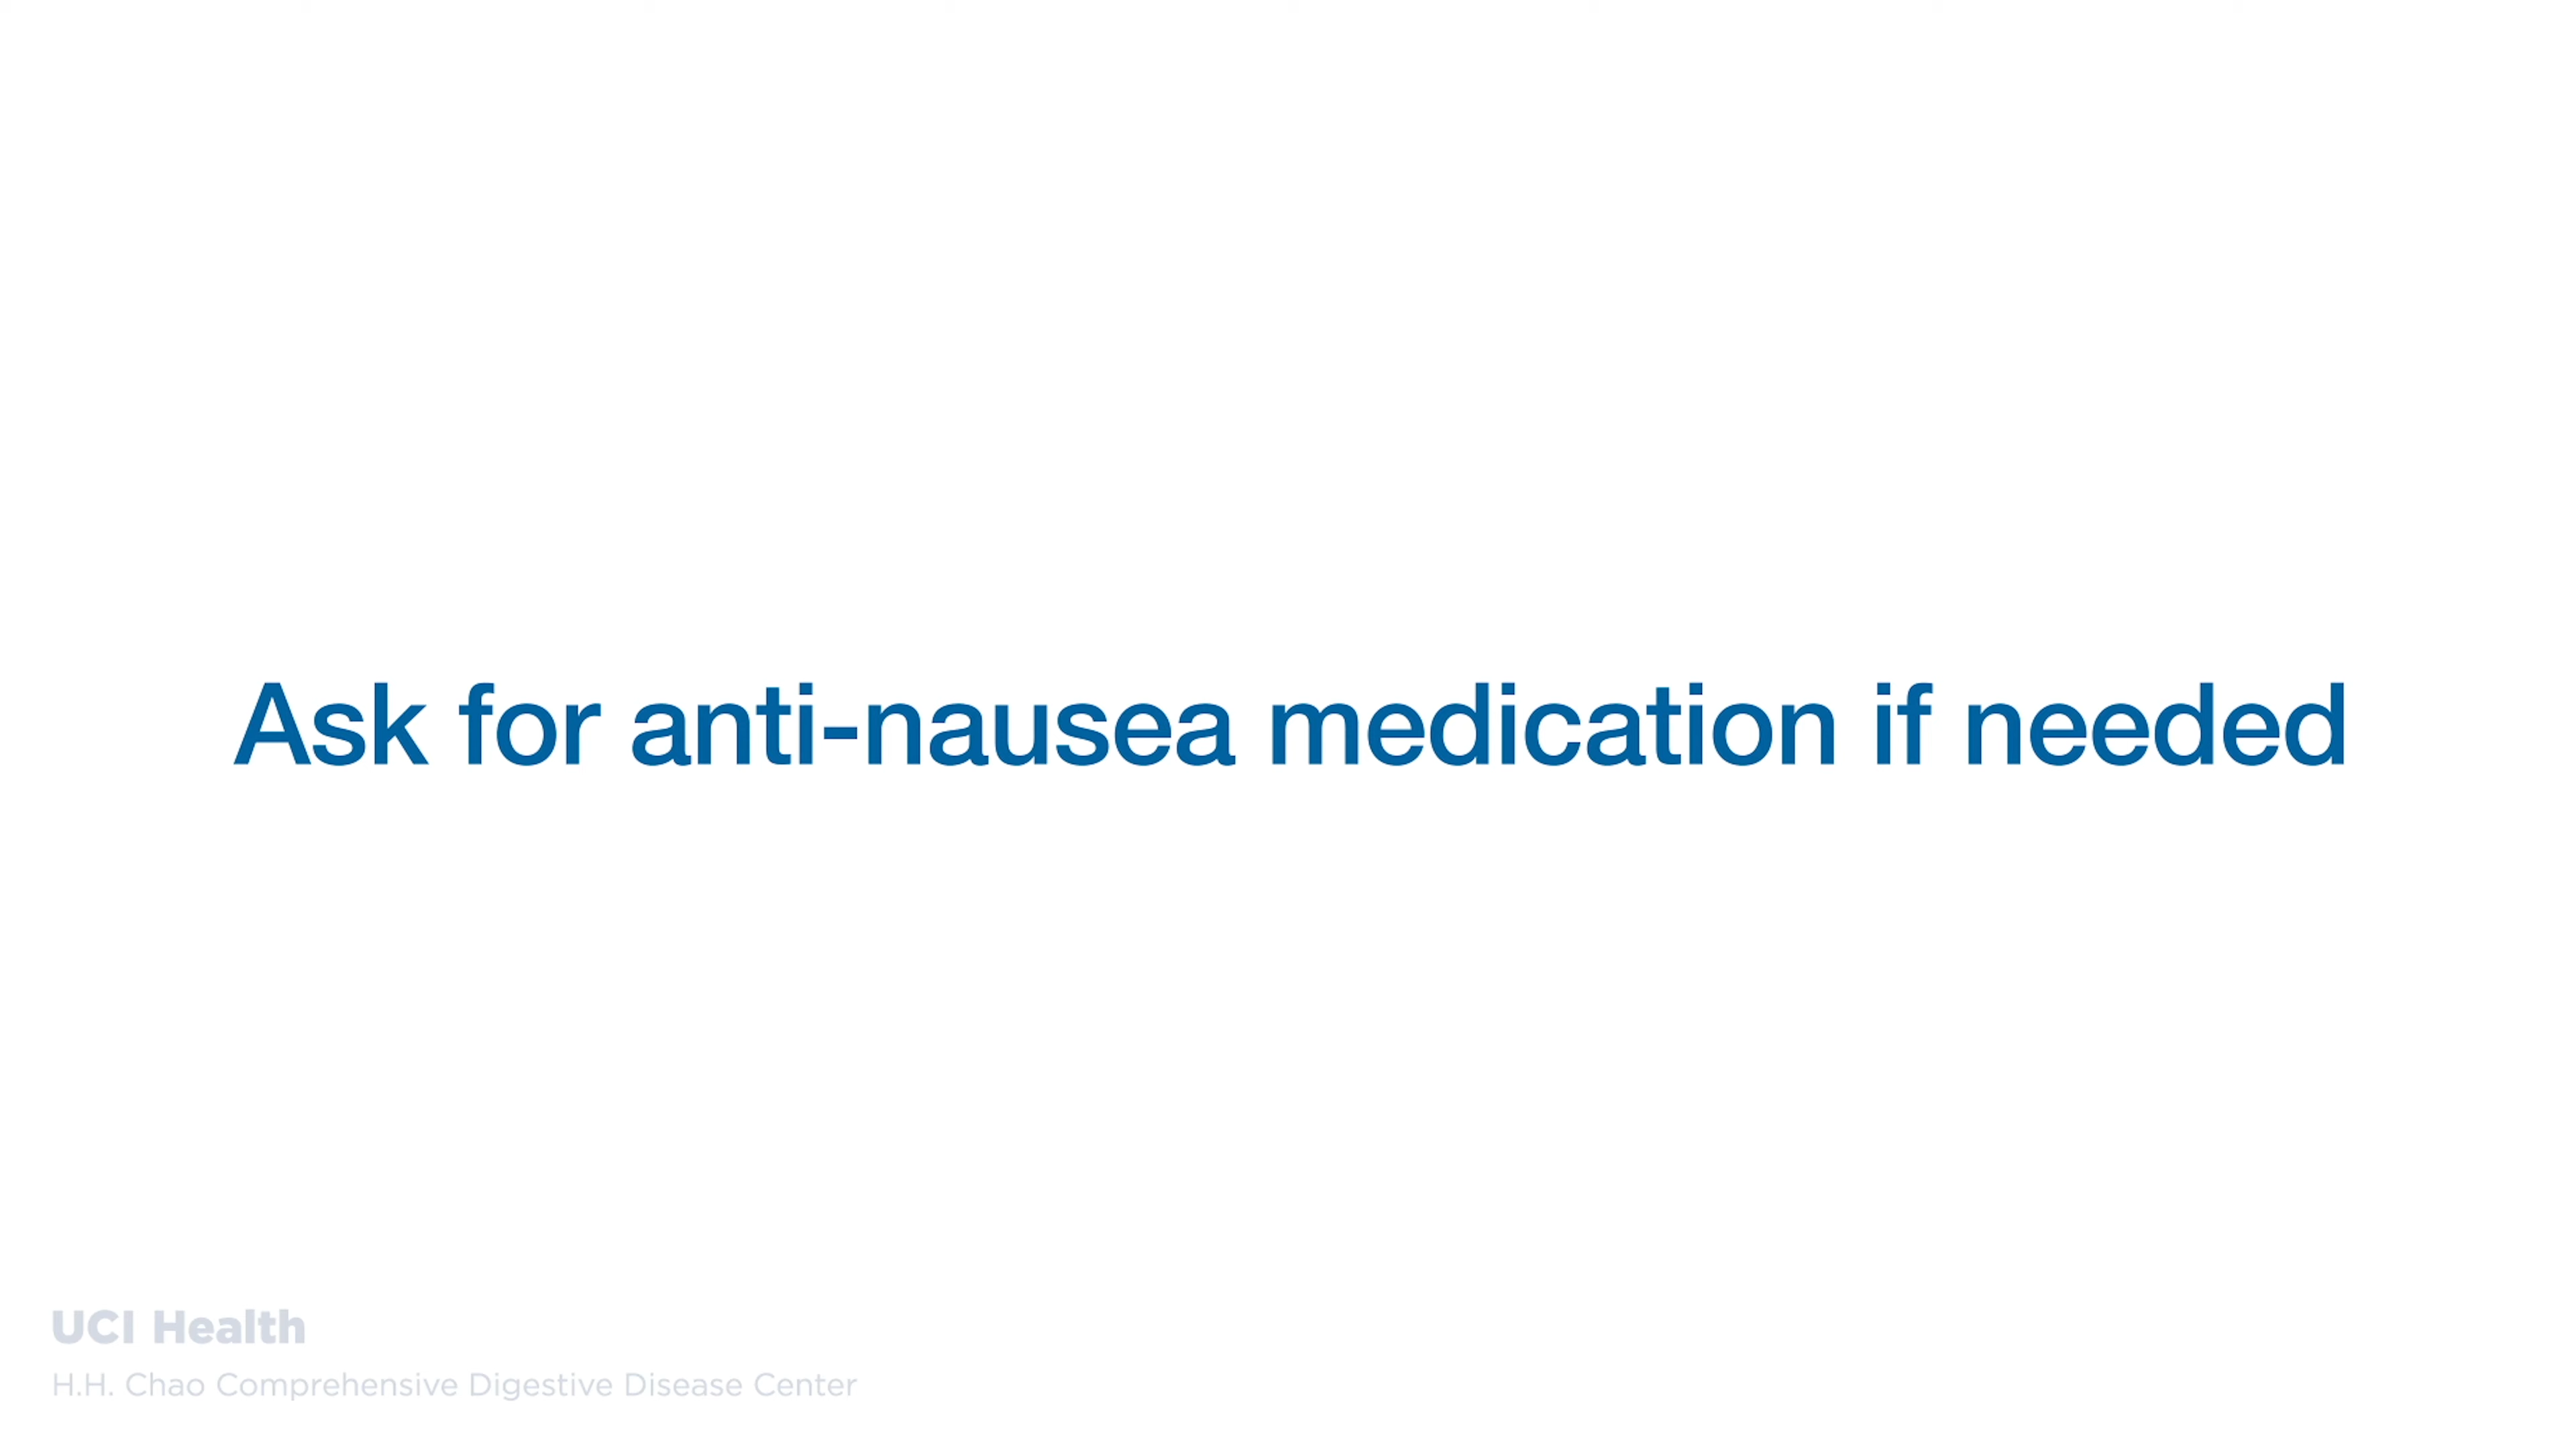 Ask for anti-nausea medication if needed
UCI Health
H.H. Chao Comprehensive Digestive Disease Center